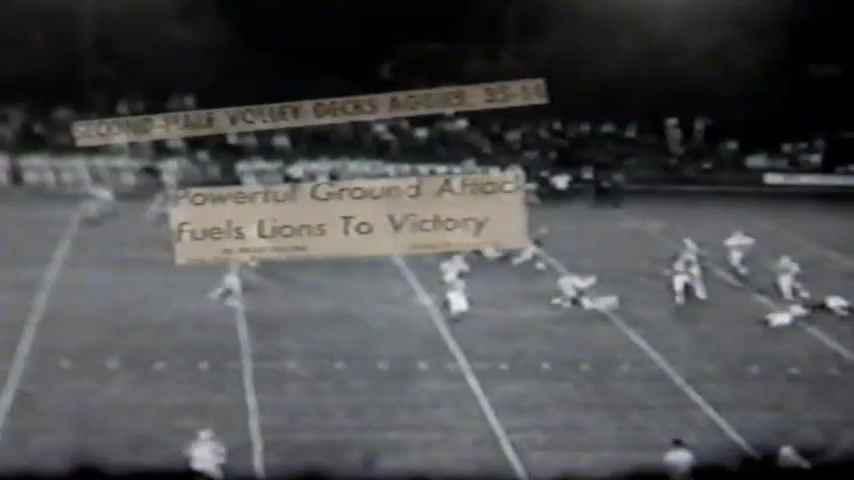 SECOND-HALF VOLLEY DECKS AGGIES, 35-14
Powerful Ground Attack
Fuels Lions To Victory